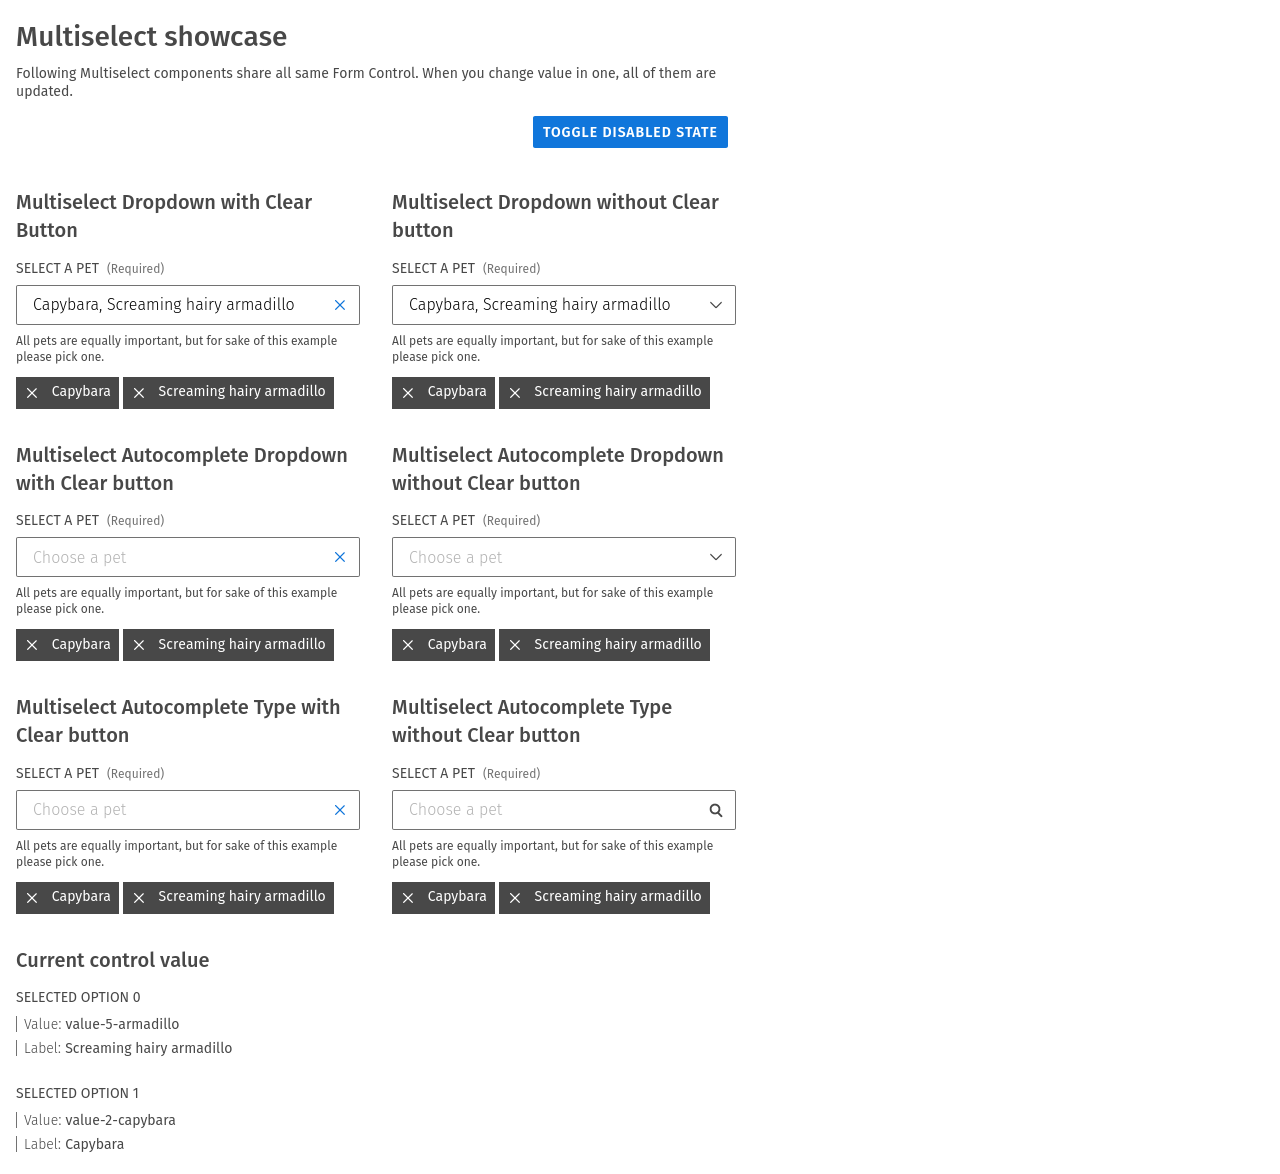 Multiselect showcase
Following Multiselect components share all same Form Control. When you change value in one, all of them are
updated.
TOGGLE DISABLED STATE
Multiselect Dropdown with Clear
Button
SELECT A PET (Required)
Capybara, Screaming hairy armadillo
All pets are equally important, but for sake of this example
please pick one.
Capybara Screaming hairy armadillo
Multiselect Dropdown without Clear
button
SELECT A PET (Required)
Capybara, Screaming hairy armadillo
All pets are equally important, but for sake of this example
please pick one.
Capybara Screaming hairy armadillo
Multiselect Autocomplete Dropdown
with Clear button
SELECT A PET (Required)
Choose a pet
All pets are equally important, but for sake of this example
please pick one.
Capybara Screaming hairy armadillo
Multiselect Autocomplete Dropdown
without Clear button
SELECT A PET (Required)
Choose a pet
All pets are equally important, but for sake of this example
please pick one.
Capybara Screaming hairy armadillo
Multiselect Autocomplete Type with
Clear button
SELECT A PET (Required)
Choose a pet
All pets are equally important, but for sake of this example
please pick one.
Capybara Screaming hairy armadillo
Multiselect Autocomplete Type
without Clear button
SELECT A PET (Required)
Choose a pet
All pets are equally important, but for sake of this example
please pick one.
Capybara Screaming hairy armadillo
Current control value
SELECTED OPTION 0
Value: value-5-armadillo
Label: Screaming hairy armadillo
SELECTED OPTION 1
Value: value-2-capybara
Label: Capybara